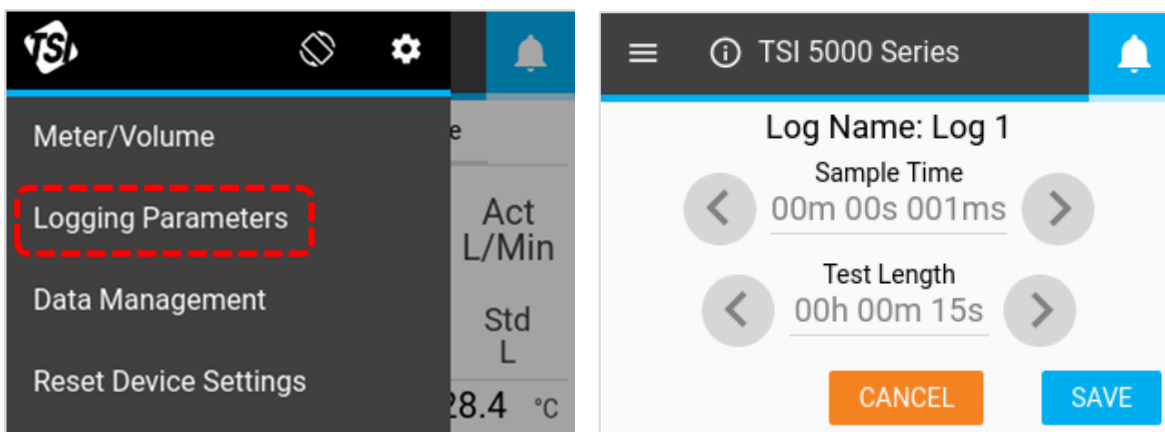 TSI
Meter/Volume
Logging Parameters
Data Management
Reset Device Settings
e
Act
L/Min
Std
L
28.4 °C
TSI 5000 Series
Log Name: Log 1
Sample Time
00m 00s 001ms
Test Length
00h 00m 15s
CANCEL
SAVE